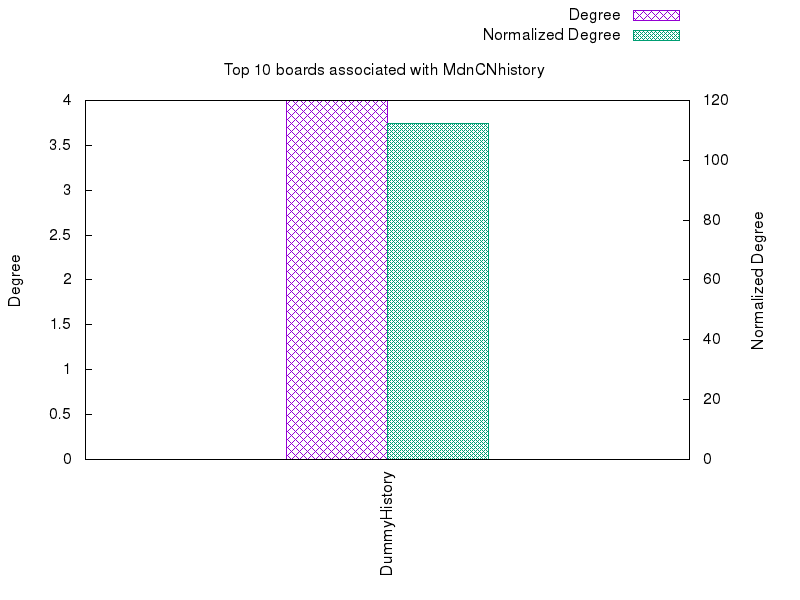 Degree
Normalized Degree
Top 10 boards associated with MdnCNhistory
4
3.5
3
2.5
2
1.5
1
0.5
0
Degree
120
100
80
60
40
20
0
Normalized Degree
DummyHistory